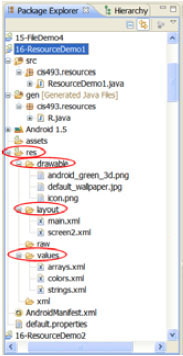 Package Explorer
Hierarchy
15-FileDemo4
16-ResourceDemo1
src
cis493.resources
ResourceDemo1.java
gen [Generated Java Files]
cis493.resources
R.java
Android 1.5
assets
res
drawable
android_green_3d.png
default_wallpaper.jpg
icon.png
layout
main.xml
screen2.xml
raw
values
arrays.xml
colors.xml
strings.xml
xml
AndroidManifest.xml
default.properties
16-ResourceDemo2